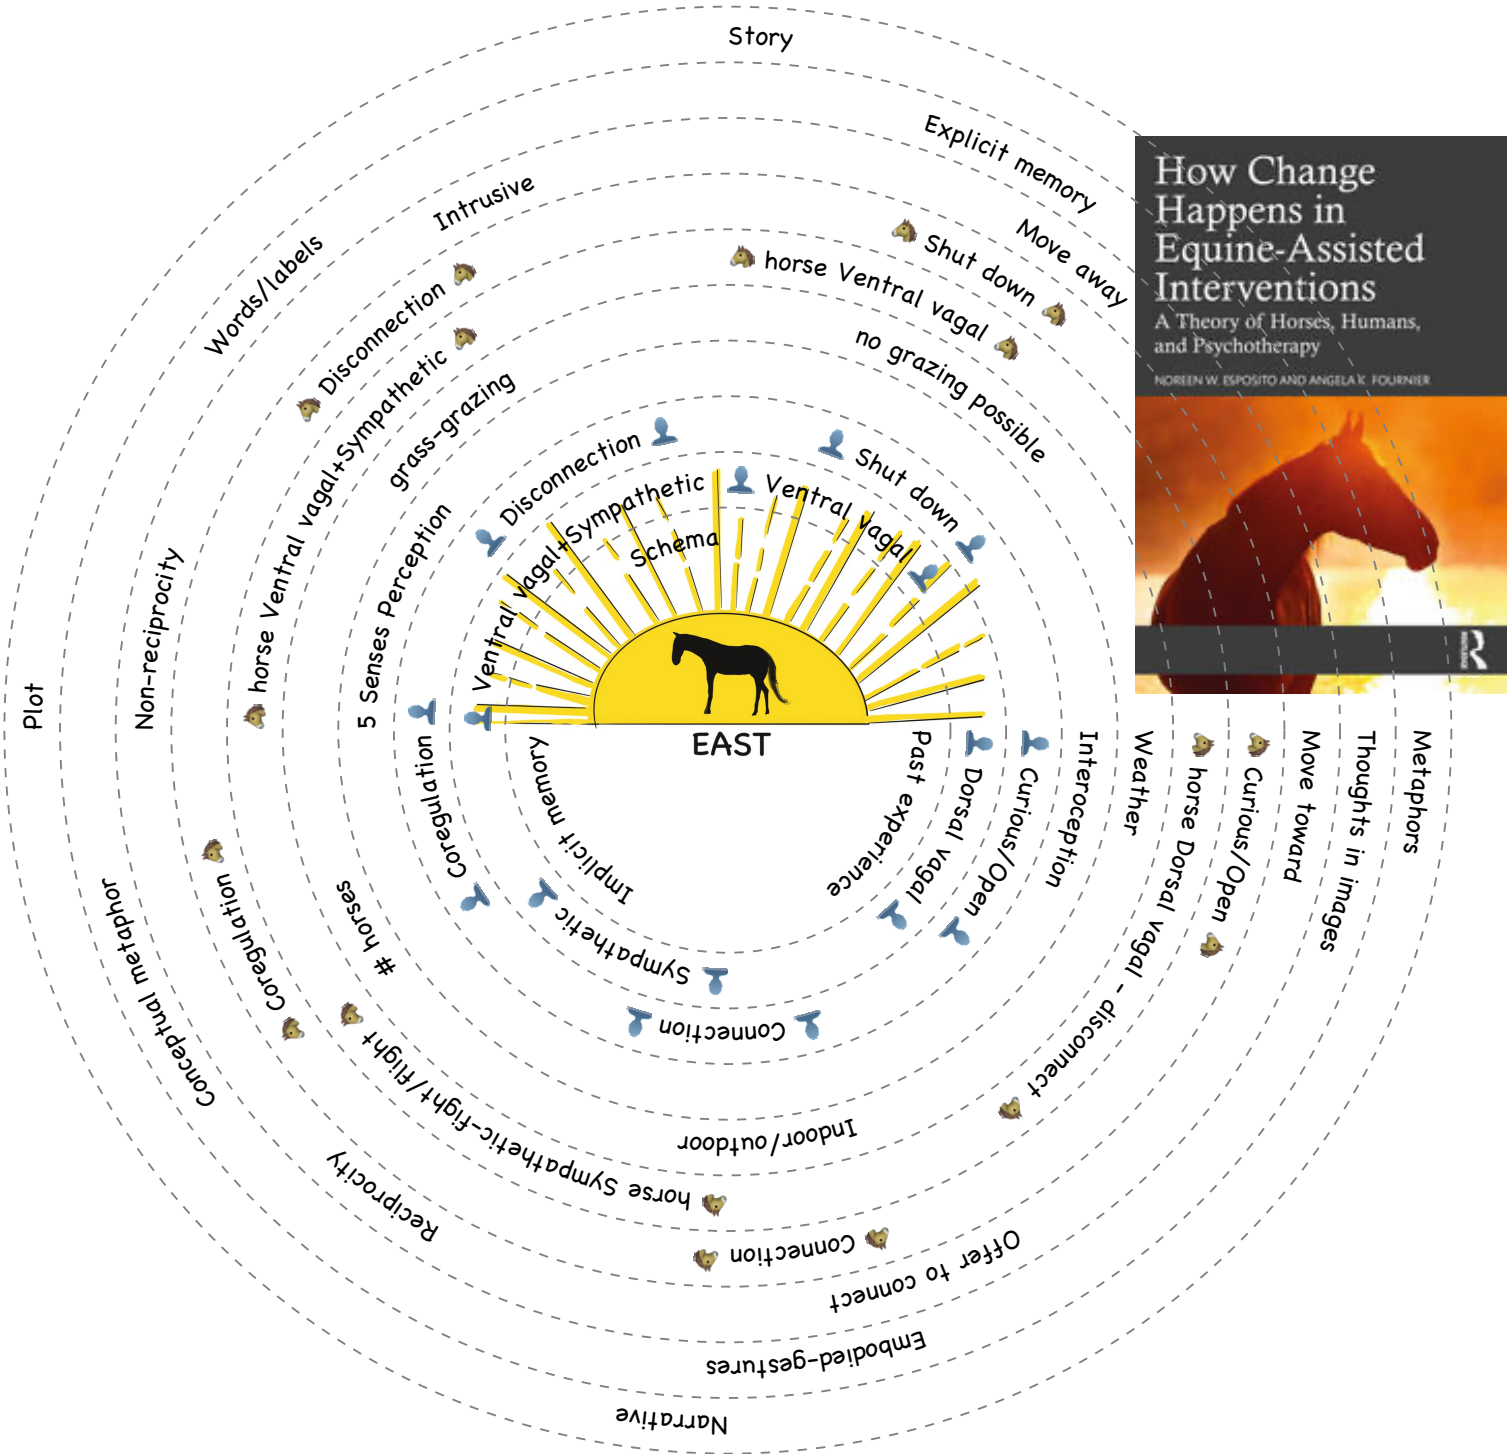 Story
Explicit memory
Words/labels
Intrusive
Move away
Disconnection
Shut down
horse Ventral vagal+Sympathetic
horse Ventral vagal
grass-grazing
no grazing possible
5 Senses Perception
Disconnection
Shut down
Ventral vagal+Sympathetic
Ventral vagal
Schema
Non-reciprocity
Plot
EAST
How Change
Happens in
Equine-Assisted
Interventions
A Theory of Horses, Humans,
and Psychotherapy
NOREEN W. ESPOSITO AND ANGELA K. FOURNIER
ROUTLEDGE
Implicit memory
Past experience
Dorsal vagal
Curious/Open
Interoception
Weather
horse Dorsal vagal - disconnect
Curious/Open
Move toward
Thoughts in images
Metaphors
Coregulation
Sympathetic
Connection
# horses
Indoor/outdoor
Coregulation
horse Sympathetic-fight/flight
Connection
Reciprocity
Offer to connect
Conceptual metaphor
Embodied-gestures
Narrative